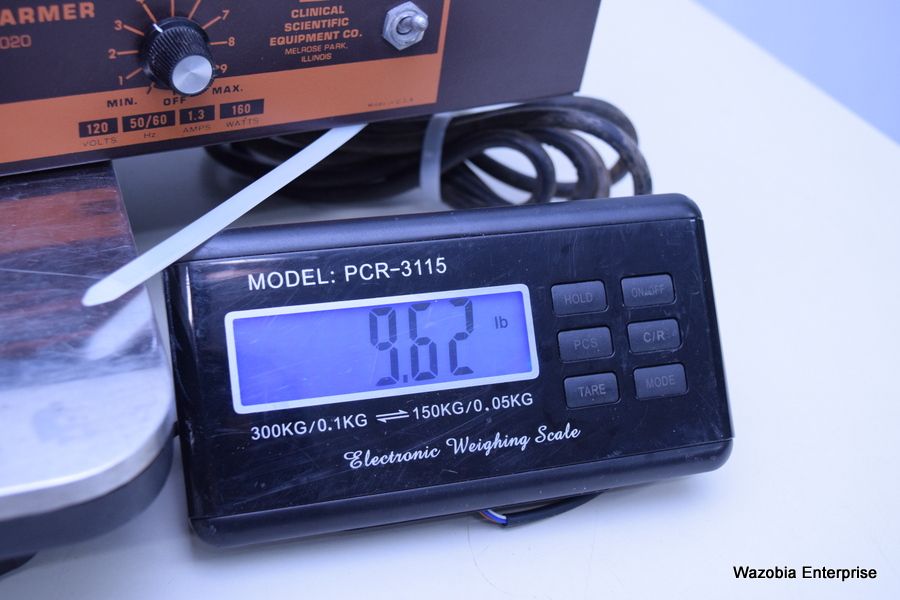 ARMER
020
CLINICAL
SCIENTIFIC
EQUIPMENT CO.
MELROSE PARK,
ILLINOIS
3 7
2 8
1 9
MIN. OFF MAX.
120 50/60 1.3 160
VOLTS Hz AMPS WATTS
MADE IN U.S.A.
MODEL: PCR-3115
9.62 lb
HOLD ON/OFF
PCS C/R
TARE MODE
300KG/0.1KG ⇌ 150KG/0.05KG
Electronic Weighing Scale
Wazobia Enterprise